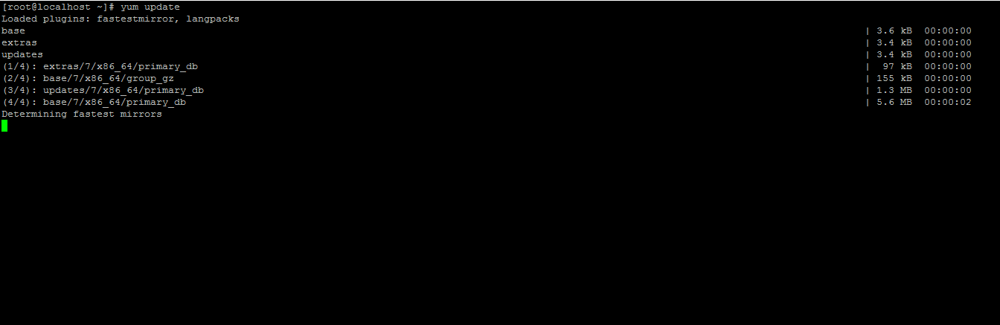 [root@localhost ~]# yum update
Loaded plugins: fastestmirror, langpacks
base | 3.6 kB 00:00:00
extras | 3.4 kB 00:00:00
updates | 3.4 kB 00:00:00
(1/4): extras/7/x86_64/primary_db | 97 kB 00:00:00
(2/4): base/7/x86_64/group_gz | 155 kB 00:00:00
(3/4): updates/7/x86_64/primary_db | 1.3 MB 00:00:00
(4/4): base/7/x86_64/primary_db | 5.6 MB 00:00:02
Determining fastest mirrors